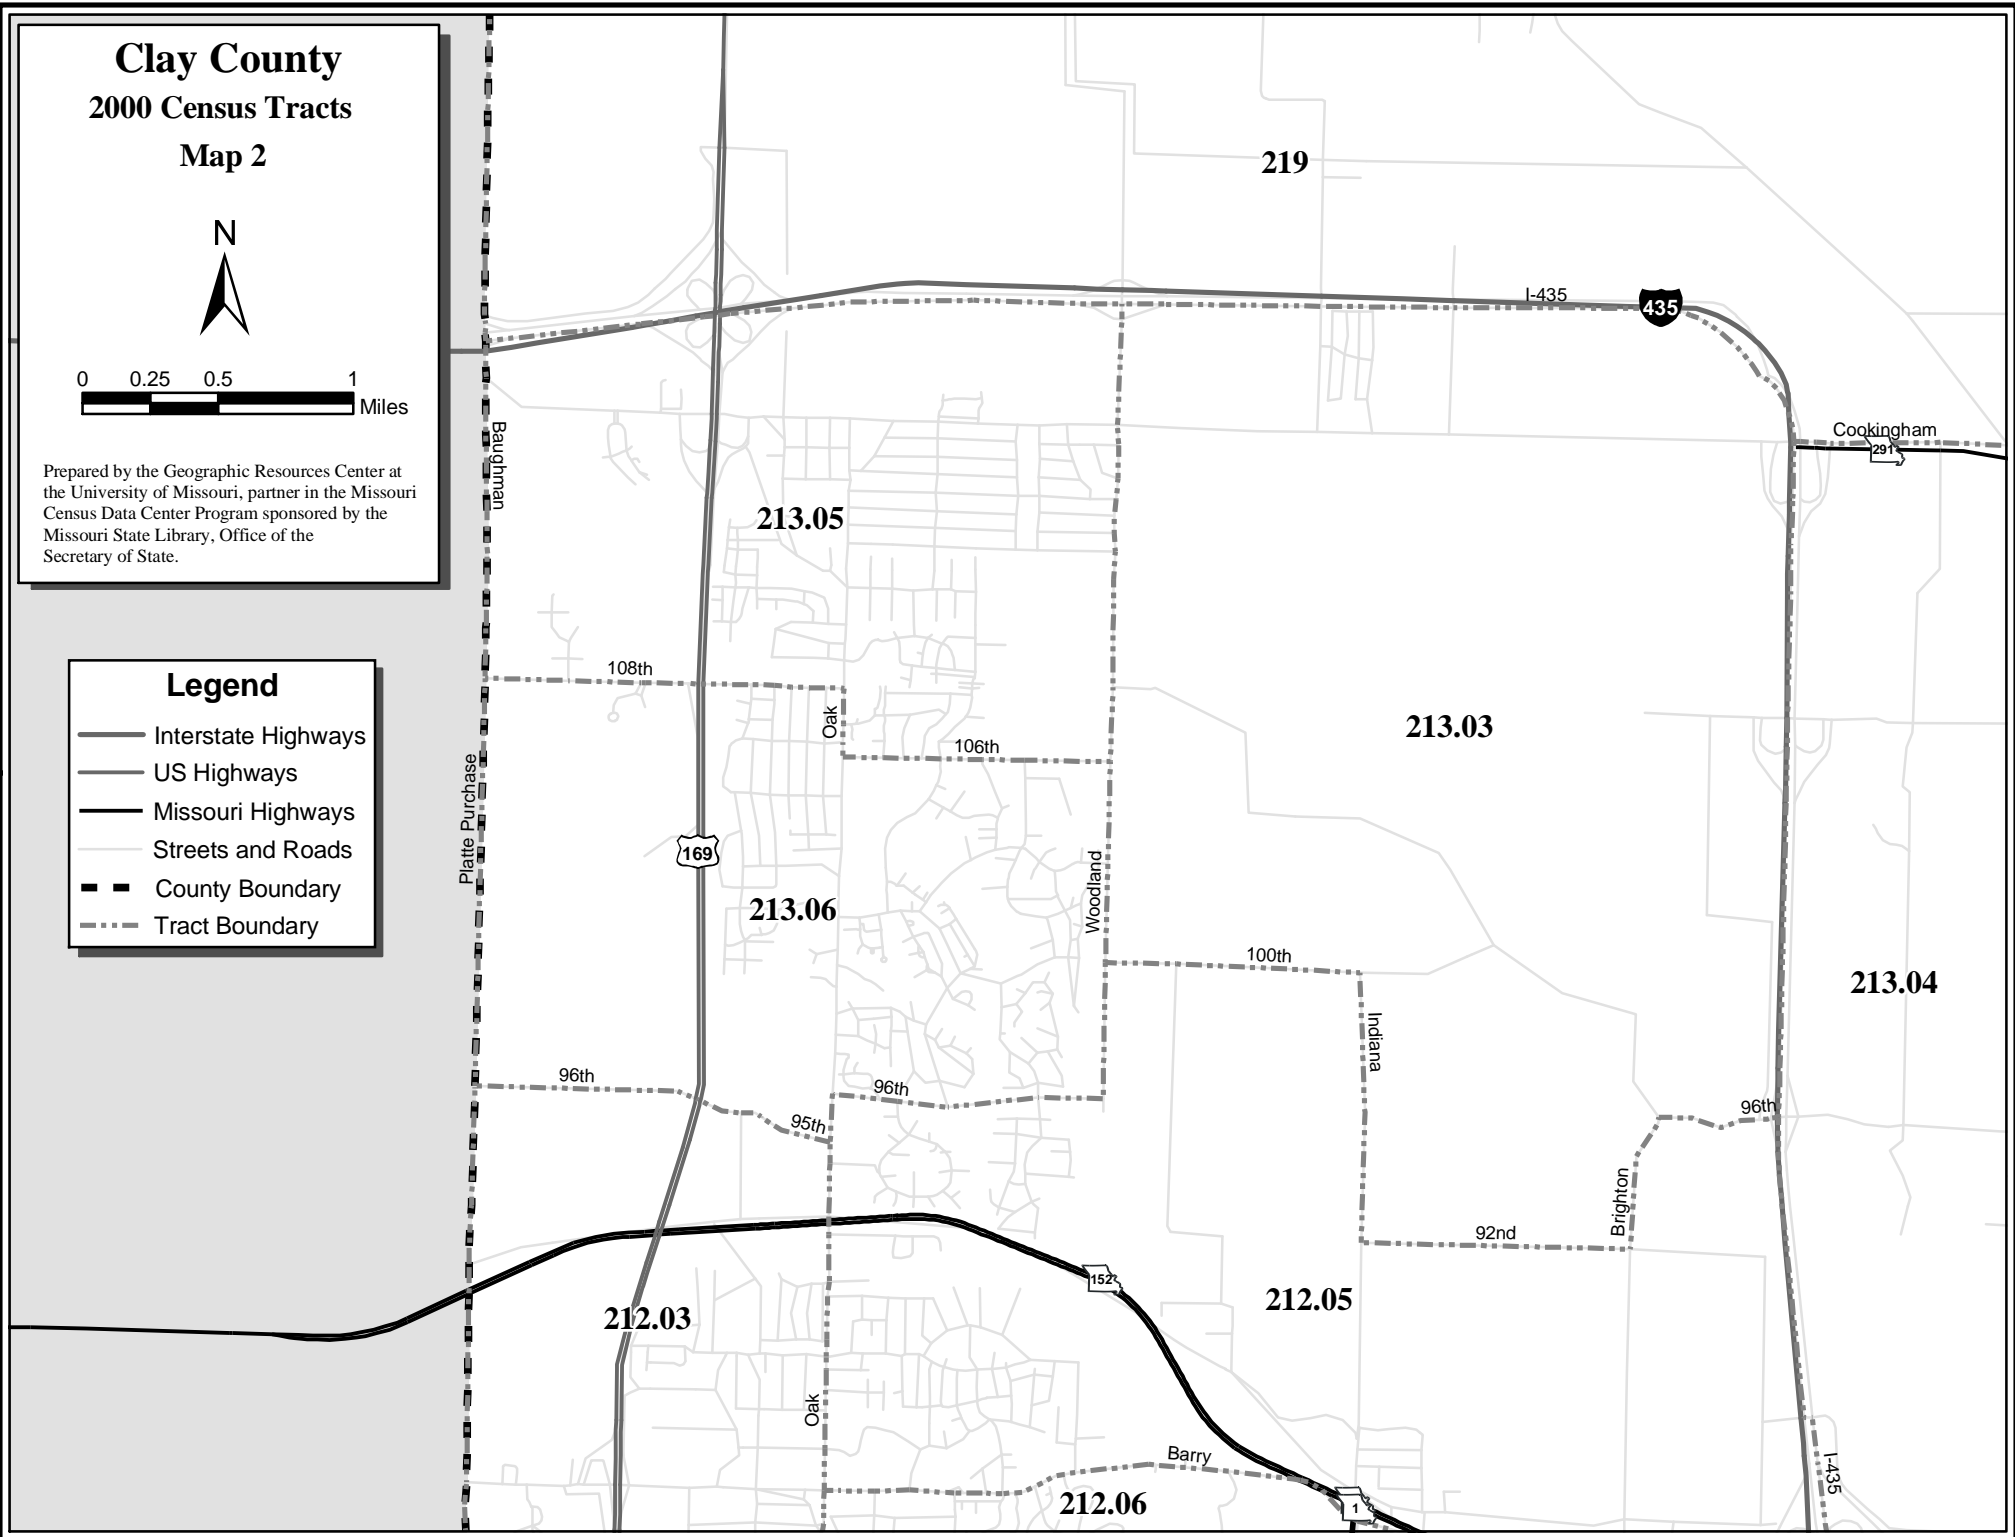 Clay County
2000 Census Tracts
Map 2
N
0 0.25 0.5 1
Miles
Prepared by the Geographic Resources Center at
the University of Missouri, partner in the Missouri
Census Data Center Program sponsored by the
Missouri State Library, Office of the
Secretary of State.
Legend
Interstate Highways
US Highways
Missouri Highways
Streets and Roads
County Boundary
Tract Boundary
219
I-435
435
Cookingham
291
Baughman
213.05
108th
Oak
106th
213.03
Platte Purchase
169
Woodland
213.06
100th
213.04
Indiana
96th
96th
95th
96th
Brighton
92nd
152
212.05
212.03
Oak
Barry
I-435
212.06
1